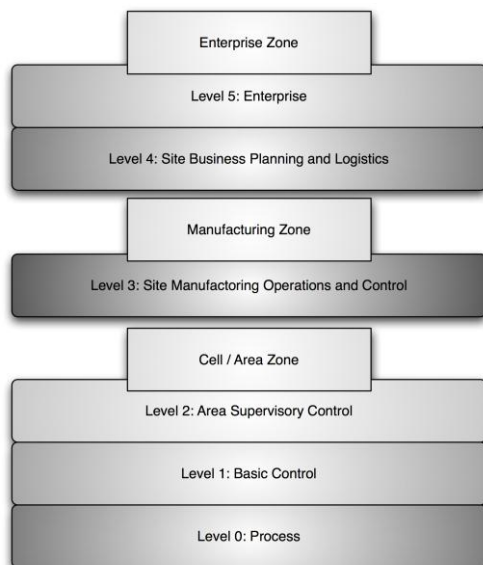 Enterprise Zone
Level 5: Enterprise
Level 4: Site Business Planning and Logistics
Manufacturing Zone
Level 3: Site Manufactoring Operations and Control
Cell / Area Zone
Level 2: Area Supervisory Control
Level 1: Basic Control
Level 0: Process